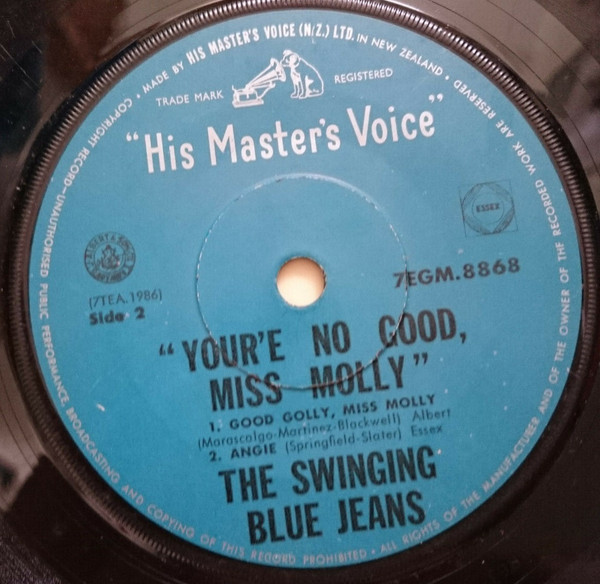 COPYRIGHT RECORD–UNAUTHORISED PUBLIC PERFORMANCE, BROADCASTING AND COPYING OF THIS RECORD PROHIBITED · ALL RIGHTS OF THE MANUFACTURER AND OF THE OWNER OF THE RECORDED WORK ARE RESERVED ·
MADE BY HIS MASTER'S VOICE (N/Z.) LTD. IN NEW ZEALAND ·
TRADE MARK REGISTERED
"His Master's Voice"
ESSEX
7EGM.8868
(7TEA.1986)
Side 2
"YOUR'E NO GOOD,
MISS MOLLY"
1. GOOD GOLLY, MISS MOLLY
(Marascalgo-Martinez-Blackwell) Albert
2. ANGIE (Springfield-Slater) Essex
THE SWINGING
BLUE JEANS